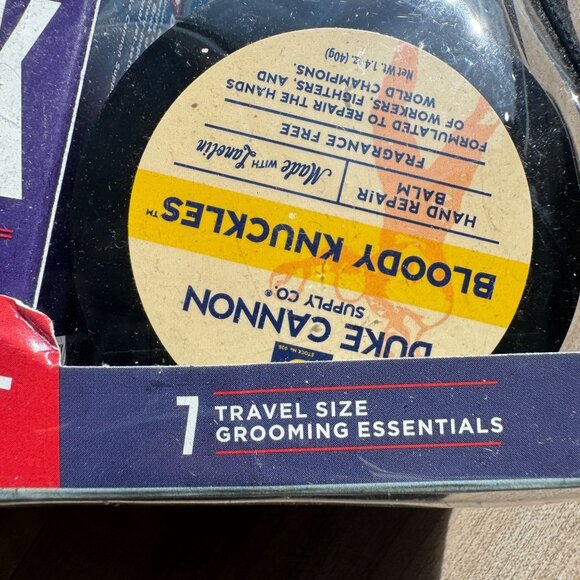 DUKE CANNON
SUPPLY CO.®
BLOODY KNUCKLES™
HAND REPAIR
BALM
Made WITH Lanolin
FRAGRANCE FREE
FORMULATED TO REPAIR THE HANDS
OF WORKERS, FIGHTERS, AND
WORLD CHAMPIONS.
Net Wt. 1.4 oz. (40g)
7
TRAVEL SIZE
GROOMING ESSENTIALS